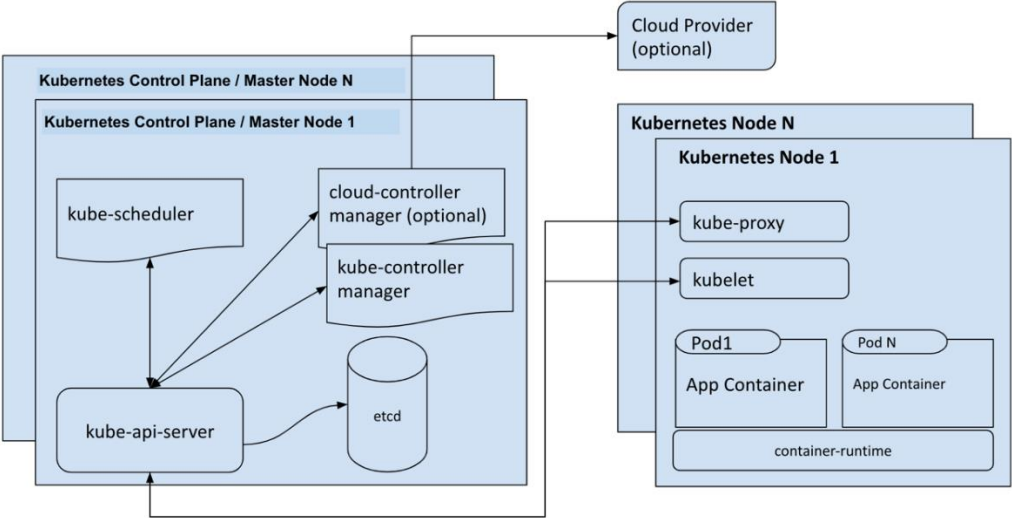 Cloud Provider
(optional)
Kubernetes Control Plane / Master Node N
Kubernetes Control Plane / Master Node 1
kube-scheduler
cloud-controller
manager (optional)
kube-controller
manager
kube-api-server
etcd
Kubernetes Node N
Kubernetes Node 1
kube-proxy
kubelet
Pod1
App Container
Pod N
App Container
container-runtime